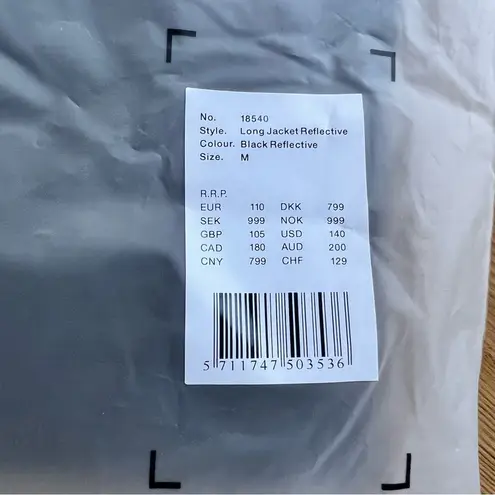 No. 18540
Style. Long Jacket Reflective
Colour. Black Reflective
Size. M
R.R.P.
EUR 110 DKK 799
SEK 999 NOK 999
GBP 105 USD 140
CAD 180 AUD 200
CNY 799 CHF 129
5 711747 503536